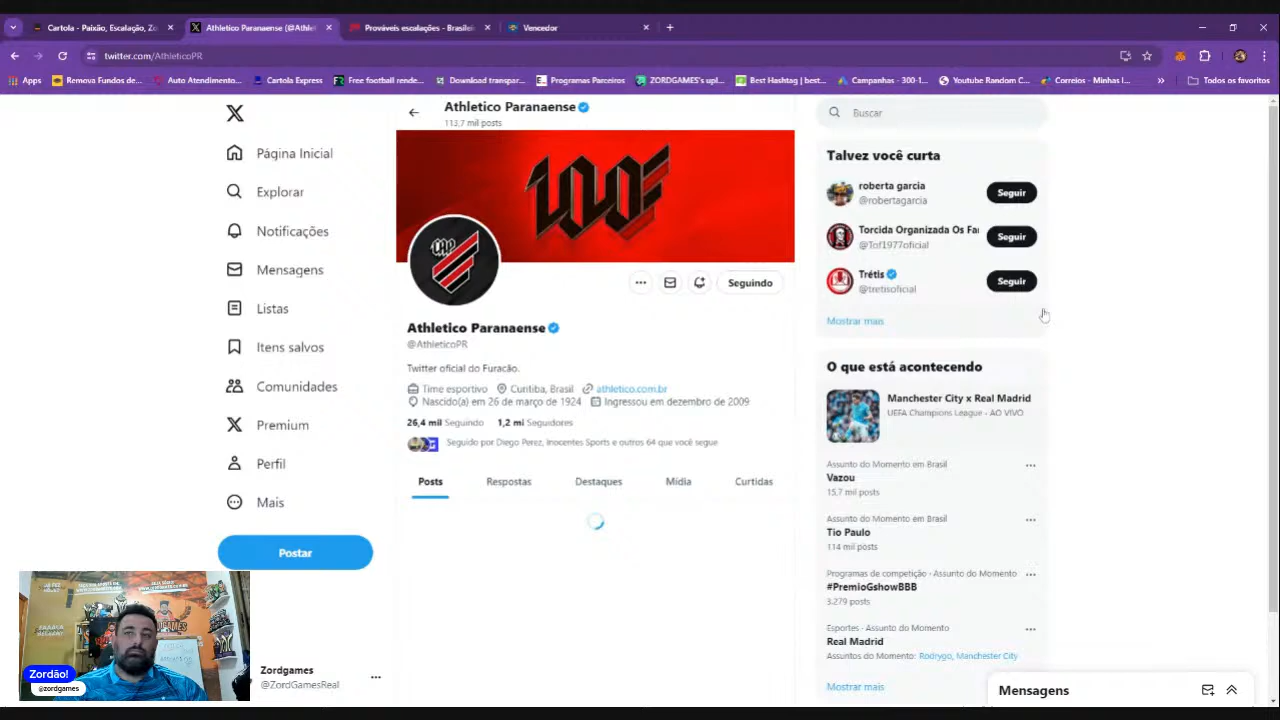 Cartola - Paixão, Escalação, Zi
Athletico Paranaense (@Athlet
Prováveis escalações - Brasilei
Vencedor
twitter.com/AthleticoPR
Apps
Remova Fundos de...
Auto Atendimento...
Cartola Express
Free football rende...
Download transpar...
Programas Parceiros
ZORDGAMES's upl...
Best Hashtag | best...
Campanhas - 300-1...
Youtube Random C...
Correios - Minhas I...
Todos os favoritos
Página Inicial
Explorar
Notificações
Mensagens
Listas
Itens salvos
Comunidades
Premium
Perfil
Mais
Postar
Zordgames
@ZordGamesReal
Zordão!
@zordgames
Athletico Paranaense
113,7 mil posts
Seguindo
Athletico Paranaense
@AthleticoPR
Twitter oficial do Furacão.
Time esportivo Curitiba, Brasil athletico.com.br
Nascido(a) em 26 de março de 1924 Ingressou em dezembro de 2009
26,4 mil Seguindo 1,2 mi Seguidores
Seguido por Diego Perez, Inocentes Sports e outros 64 que você segue
Posts Respostas Destaques Mídia Curtidas
Buscar
Talvez você curta
roberta garcia
@robertagarcia
Seguir
Torcida Organizada Os Fa
@Tof1977oficial
Seguir
Trétis
@tretisoficial
Seguir
Mostrar mais
O que está acontecendo
Manchester City x Real Madrid
UEFA Champions League - AO VIVO
Assunto do Momento em Brasil
Vazou
15,7 mil posts
Assunto do Momento em Brasil
Tio Paulo
114 mil posts
Programas de competição · Assunto do Momento
#PremioGshowBBB
3.279 posts
Esportes · Assunto do Momento
Real Madrid
Assuntos do Momento: Rodrygo, Manchester City
Mostrar mais
Mensagens